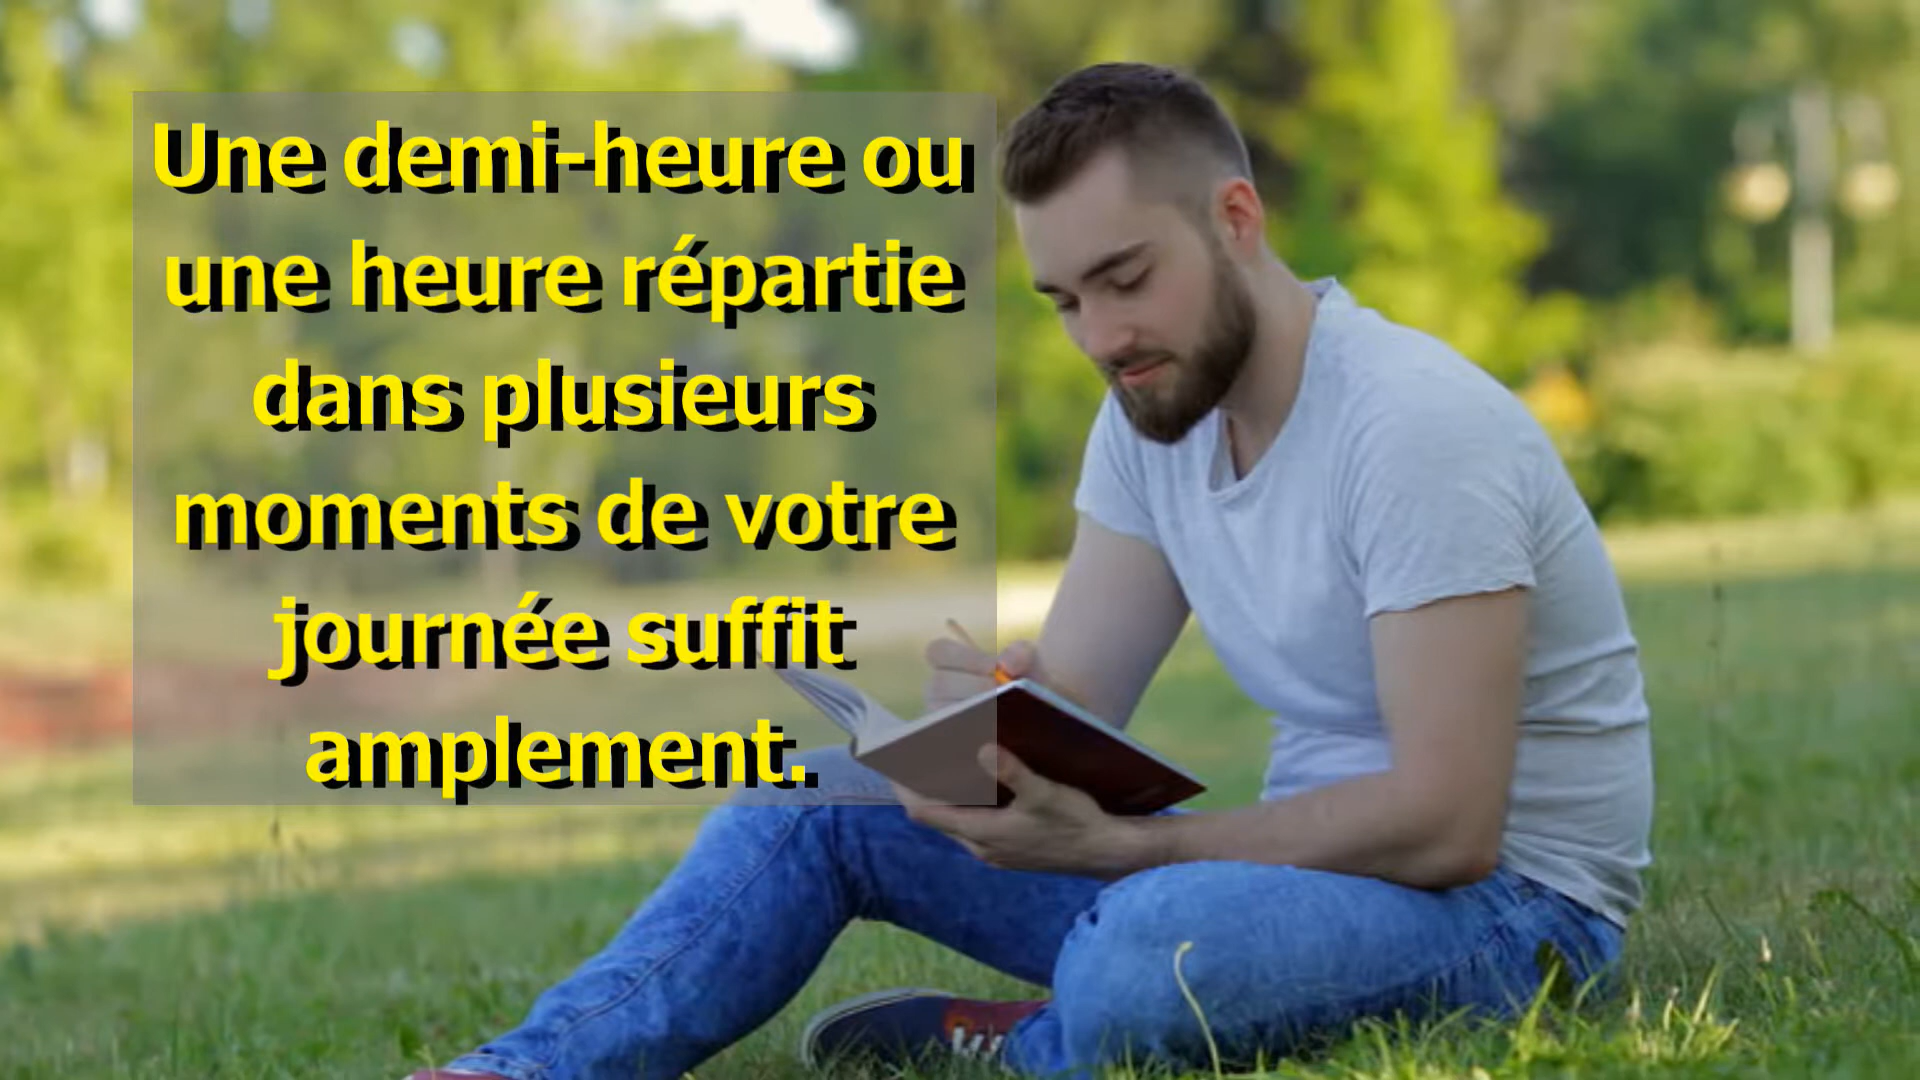 Une demi-heure ou
une heure répartie
dans plusieurs
moments de votre
journée suffit
amplement.